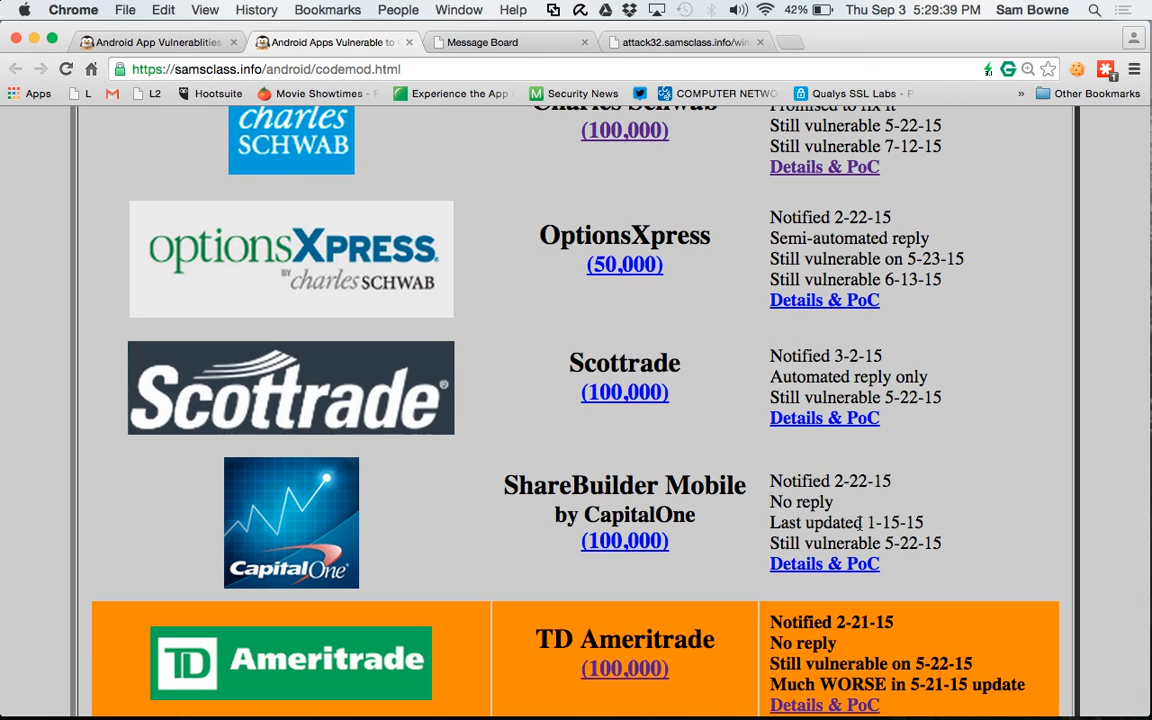 Chrome File Edit View History Bookmarks People Window Help 42% Thu Sep 3 5:29:39 PM Sam Bowne
Android App Vulnerablities
Android Apps Vulnerable to
Message Board
attack32.samsclass.info/win
https://samsclass.info/android/codemod.html
Apps L L2 Hootsuite Movie Showtimes - Experience the App Security News COMPUTER NETWO Qualys SSL Labs - P » Other Bookmarks
charles
SCHWAB
Charles Schwab
(100,000)
Promised to fix it
Still vulnerable 5-22-15
Still vulnerable 7-12-15
Details & PoC
optionsXPRESS
BY charles SCHWAB
OptionsXpress
(50,000)
Notified 2-22-15
Semi-automated reply
Still vulnerable on 5-23-15
Still vulnerable 6-13-15
Details & PoC
Scottrade®
Scottrade
(100,000)
Notified 3-2-15
Automated reply only
Still vulnerable 5-22-15
Details & PoC
CapitalOne
ShareBuilder Mobile
by CapitalOne
(100,000)
Notified 2-22-15
No reply
Last updated 1-15-15
Still vulnerable 5-22-15
Details & PoC
TD Ameritrade
TD Ameritrade
(100,000)
Notified 2-21-15
No reply
Still vulnerable on 5-22-15
Much WORSE in 5-21-15 update
Details & PoC